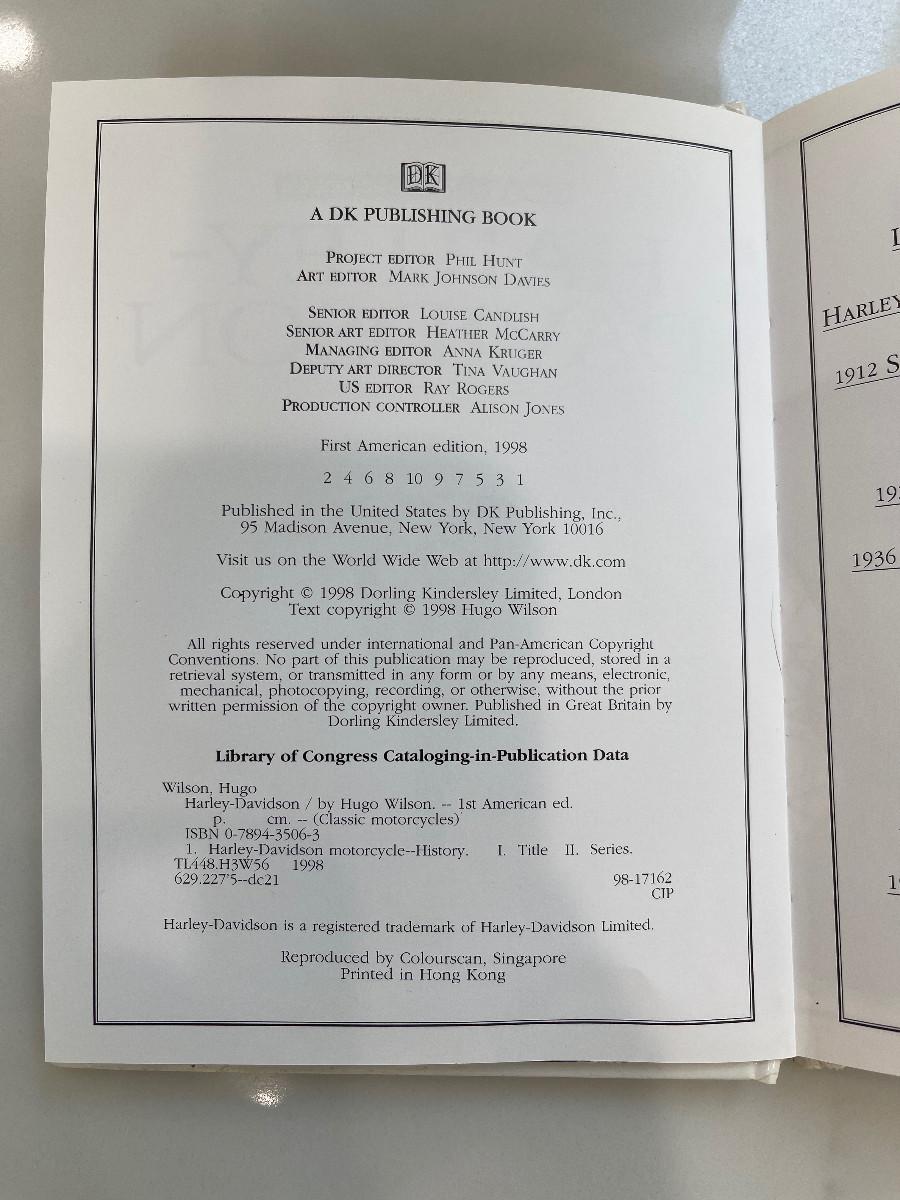 DK
A DK PUBLISHING BOOK
PROJECT EDITOR PHIL HUNT
ART EDITOR MARK JOHNSON DAVIES
SENIOR EDITOR LOUISE CANDLISH
SENIOR ART EDITOR HEATHER MCCARRY
MANAGING EDITOR ANNA KRUGER
DEPUTY ART DIRECTOR TINA VAUGHAN
US EDITOR RAY ROGERS
PRODUCTION CONTROLLER ALISON JONES
First American edition, 1998
2 4 6 8 10 9 7 5 3 1
Published in the United States by DK Publishing, Inc.,
95 Madison Avenue, New York, New York 10016
Visit us on the World Wide Web at http://www.dk.com
Copyright © 1998 Dorling Kindersley Limited, London
Text copyright © 1998 Hugo Wilson
All rights reserved under international and Pan-American Copyright
Conventions. No part of this publication may be reproduced, stored in a
retrieval system, or transmitted in any form or by any means, electronic,
mechanical, photocopying, recording, or otherwise, without the prior
written permission of the copyright owner. Published in Great Britain by
Dorling Kindersley Limited.
Library of Congress Cataloging-in-Publication Data
Wilson, Hugo
Harley-Davidson / by Hugo Wilson. -- 1st American ed.
p. cm. -- (Classic motorcycles)
ISBN 0-7894-3506-3
1. Harley-Davidson motorcycle--History. I. Title II. Series.
TL448.H3W56 1998
629.227'5--dc21 98-17162
CIP
Harley-Davidson is a registered trademark of Harley-Davidson Limited.
Reproduced by Colourscan, Singapore
Printed in Hong Kong
HARLEY
1912 S
1936